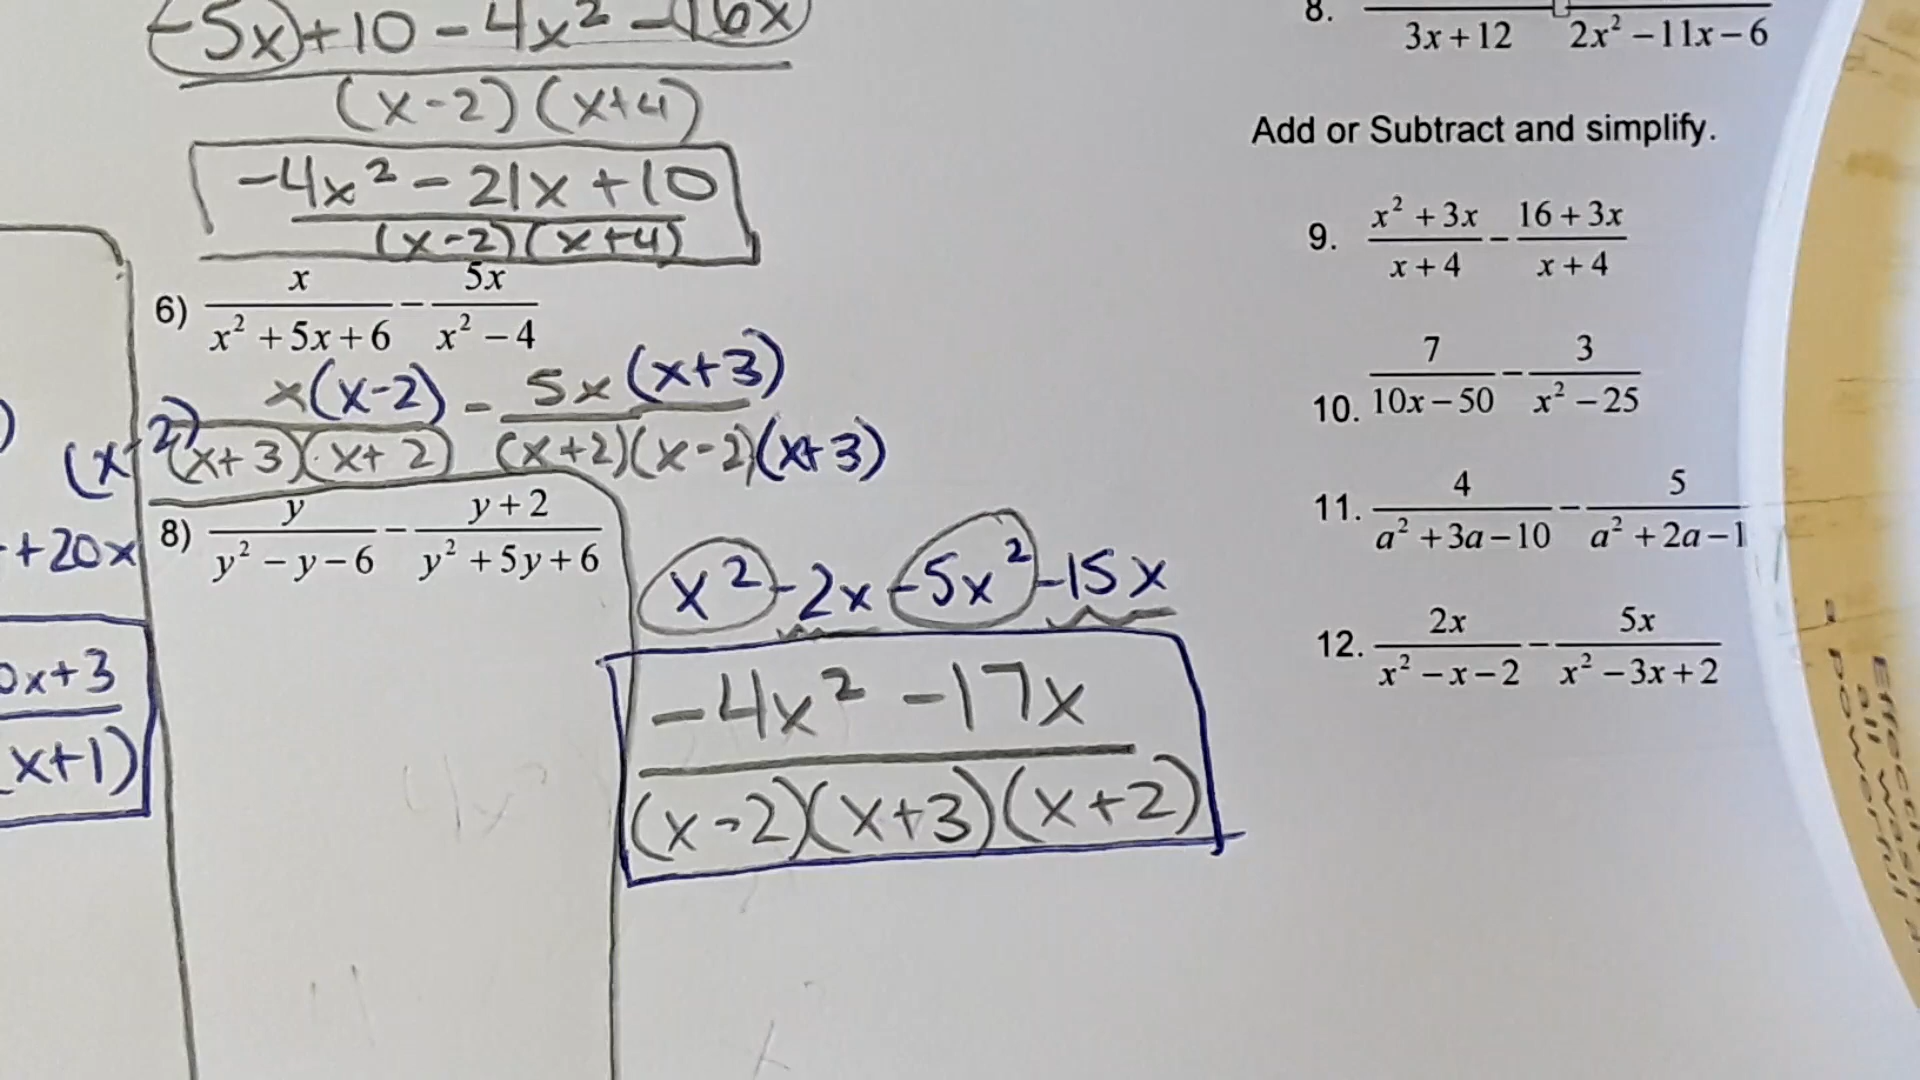 -5x+10-4x²-16x
(x-2)(x+4)
-4x²-21x+10
(x-2)(x+4)
6) x/(x²+5x+6) - 5x/(x²-4)
x(x-2) - 5x(x+3)
(x-2)(x+3)(x+2) (x+2)(x-2)(x+3)
8) y/(y²-y-6) - (y+2)/(y²+5y+6)
+20x
x²-2x-5x²-15x
x+3
x+1)
-4x²-17x
(x-2)(x+3)(x+2)
8.
3x+12 2x²-11x-6
Add or Subtract and simplify.
9. (x²+3x)/(x+4) - (16+3x)/(x+4)
10. 7/(10x-50) - 3/(x²-25)
11. 4/(a²+3a-10) - 5/(a²+2a-1
12. 2x/(x²-x-2) - 5x/(x²-3x+2)
all wash
powerful